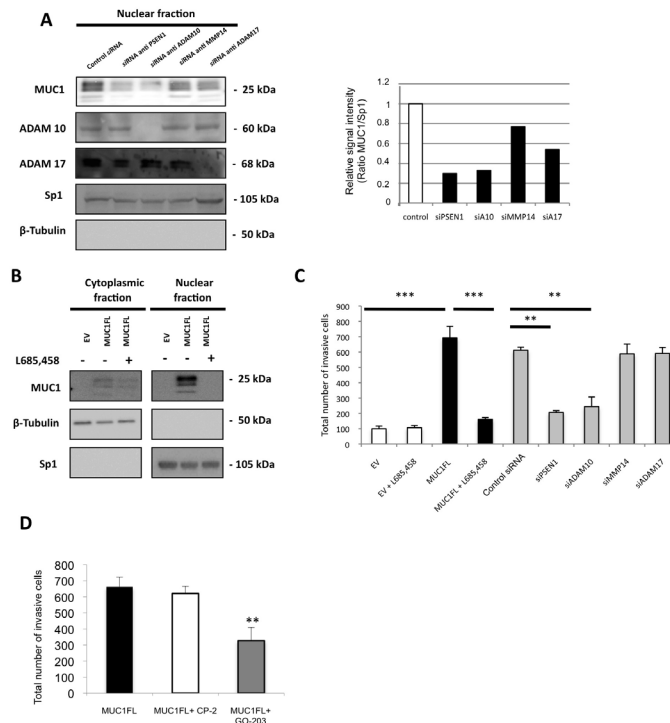 A
Nuclear fraction
Control siRNA
siRNA anti PSEN1
siRNA anti ADAM10
siRNA anti MMP14
siRNA anti ADAM17
MUC1
- 25 kDa
ADAM 10
- 60 kDa
ADAM 17
- 68 kDa
Sp1
- 105 kDa
β-Tubulin
- 50 kDa
Relative signal intensity
(Ratio MUC1/Sp1)
1.2
1
0.8
0.6
0.4
0.2
0
control
siPSEN1
siA10
siMMP14
siA17
B
Cytoplasmic
fraction
Nuclear
fraction
EV
MUC1FL
MUC1FL
EV
MUC1FL
MUC1FL
L685,458
- - +
- - +
MUC1
- 25 kDa
β-Tubulin
- 50 kDa
Sp1
- 105 kDa
C
Total number of invasive cells
900
800
700
600
500
400
300
200
100
0
***
***
**
**
EV
EV + L685,458
MUC1FL
MUC1FL + L685,458
Control siRNA
siPSEN1
siADAM10
siMMP14
siADAM17
D
Total number of invasive cells
800
700
600
500
400
300
200
100
0
**
MUC1FL
MUC1FL+ CP-2
MUC1FL+
GO-203